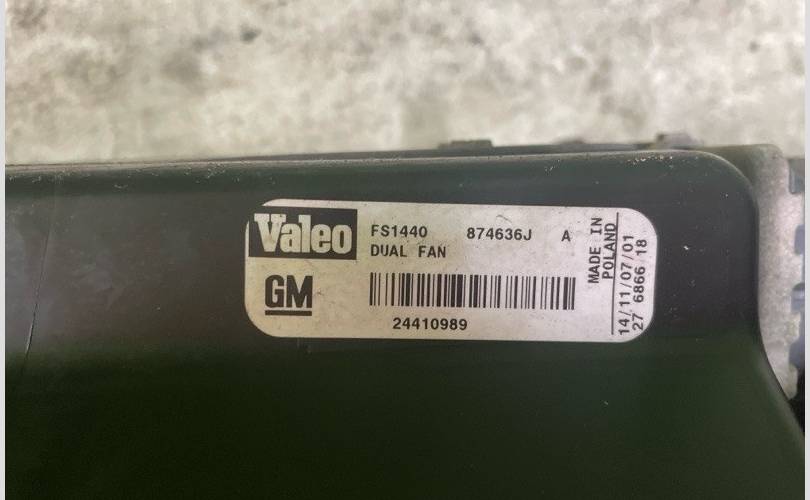 Valeo
FS1440 874636J A
DUAL FAN
GM
24410989
MADE IN
POLAND
14/11/07/01
27 6866 18